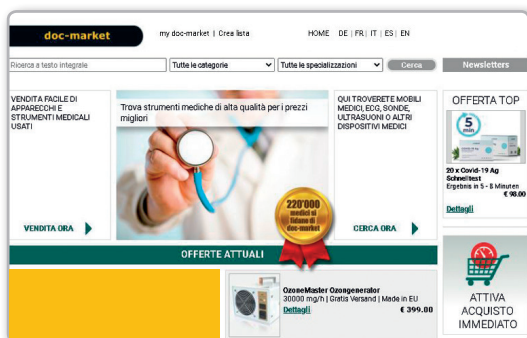 doc-market
my doc-market | Crea lista
HOME DE | FR | IT | ES | EN
Ricerca a testo integrale
Tutte le categorie
Tutte le specializzazioni
Cerca
Newsletters
VENDITA FACILE DI
APPARECCHI E
STRUMENTI MEDICALI
USATI
VENDITA ORA
Trova strumenti mediche di alta qualità per i prezzi
migliori
220'000
medici si
fidano di
doc-market
QUI TROVERETE MOBILI
MEDICI, ECG, SONDE,
ULTRASUONI O ALTRI
DISPOSITIVI MEDICI
CERCA ORA
OFFERTA TOP
5
min
20 x Covid-19 Ag
Schnelltest
Ergebnis in 5 - 8 Minuten
€ 98.00
Dettagli
OFFERTE ATTUALI
OzoneMaster Ozongenerator
30000 mg/h | Gratis Versand | Made in EU
Dettagli € 399.00
ATTIVA
ACQUISTO
IMMEDIATO